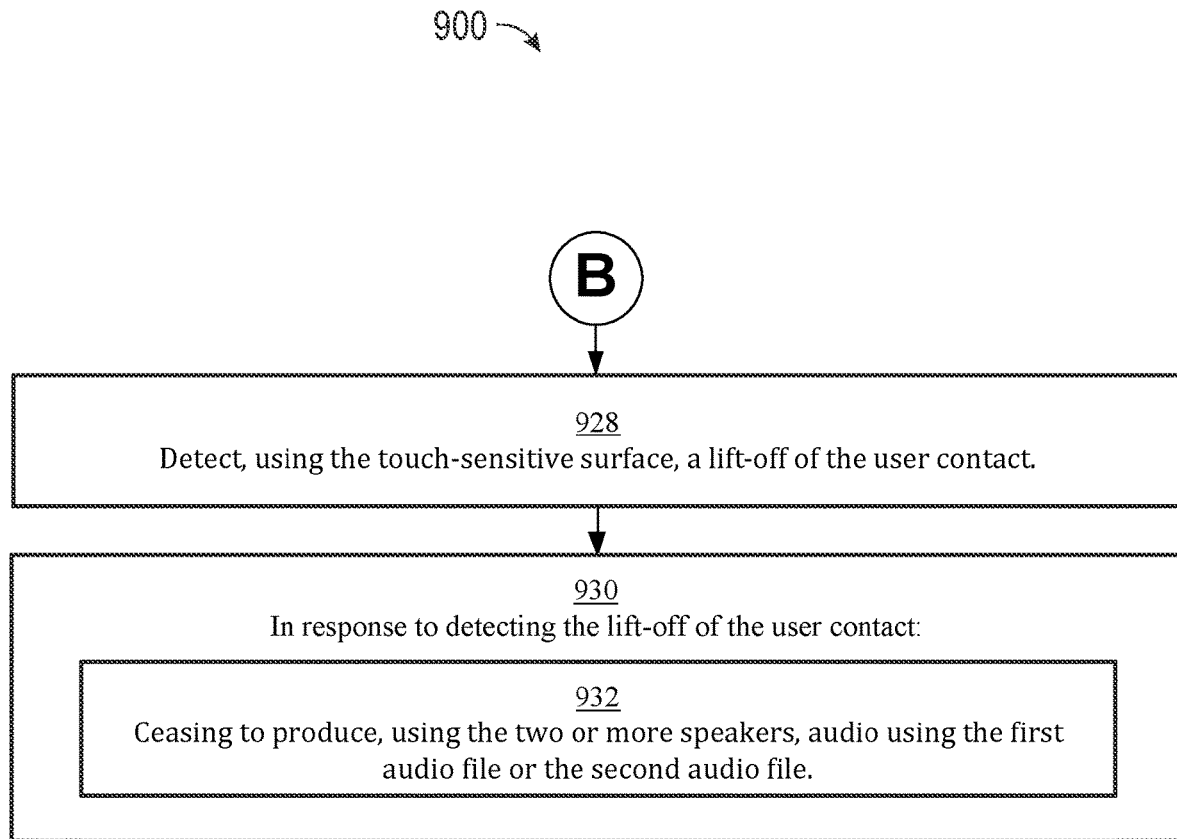 900
B
928
Detect, using the touch-sensitive surface, a lift-off of the user contact.
930
In response to detecting the lift-off of the user contact:
932
Ceasing to produce, using the two or more speakers, audio using the first
audio file or the second audio file.